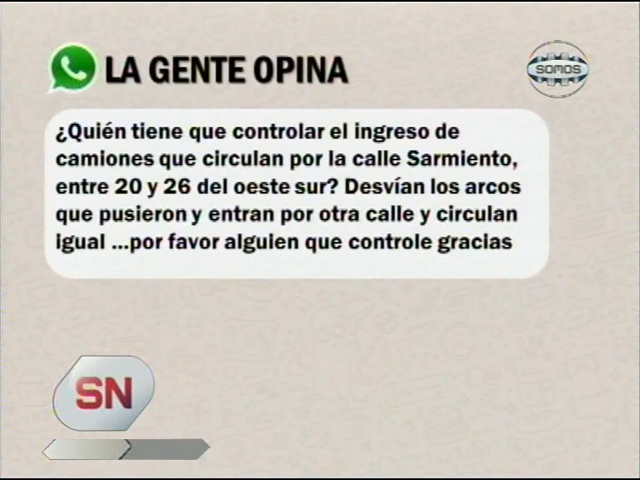 LA GENTE OPINA
SOMOS
¿Quién tiene que controlar el ingreso de
camiones que circulan por la calle Sarmiento,
entre 20 y 26 del oeste sur? Desvían los arcos
que pusieron y entran por otra calle y circulan
igual ...por favor alguien que controle gracias
SN